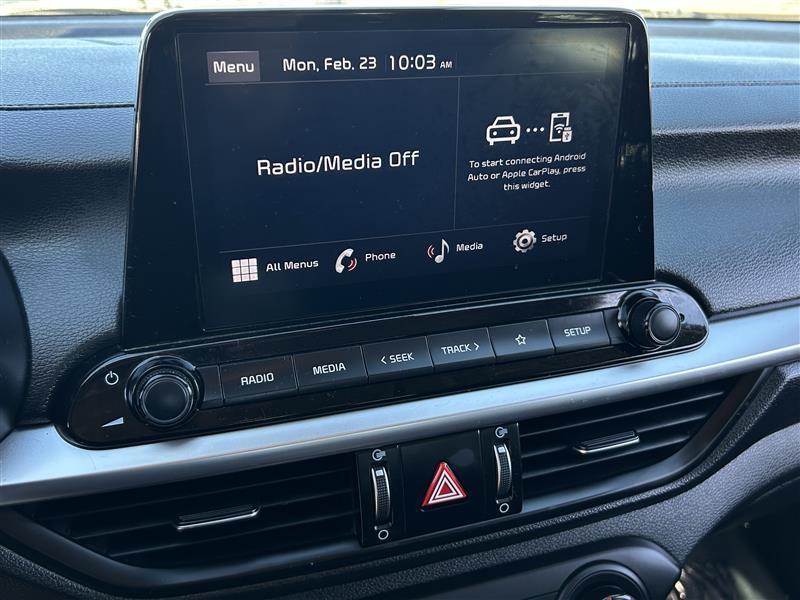 Menu
Mon, Feb. 23
10:03 AM
Radio/Media Off
To start connecting Android
Auto or Apple CarPlay, press
this widget.
All Menus
Phone
Media
Setup
RADIO
MEDIA
< SEEK
TRACK >
SETUP